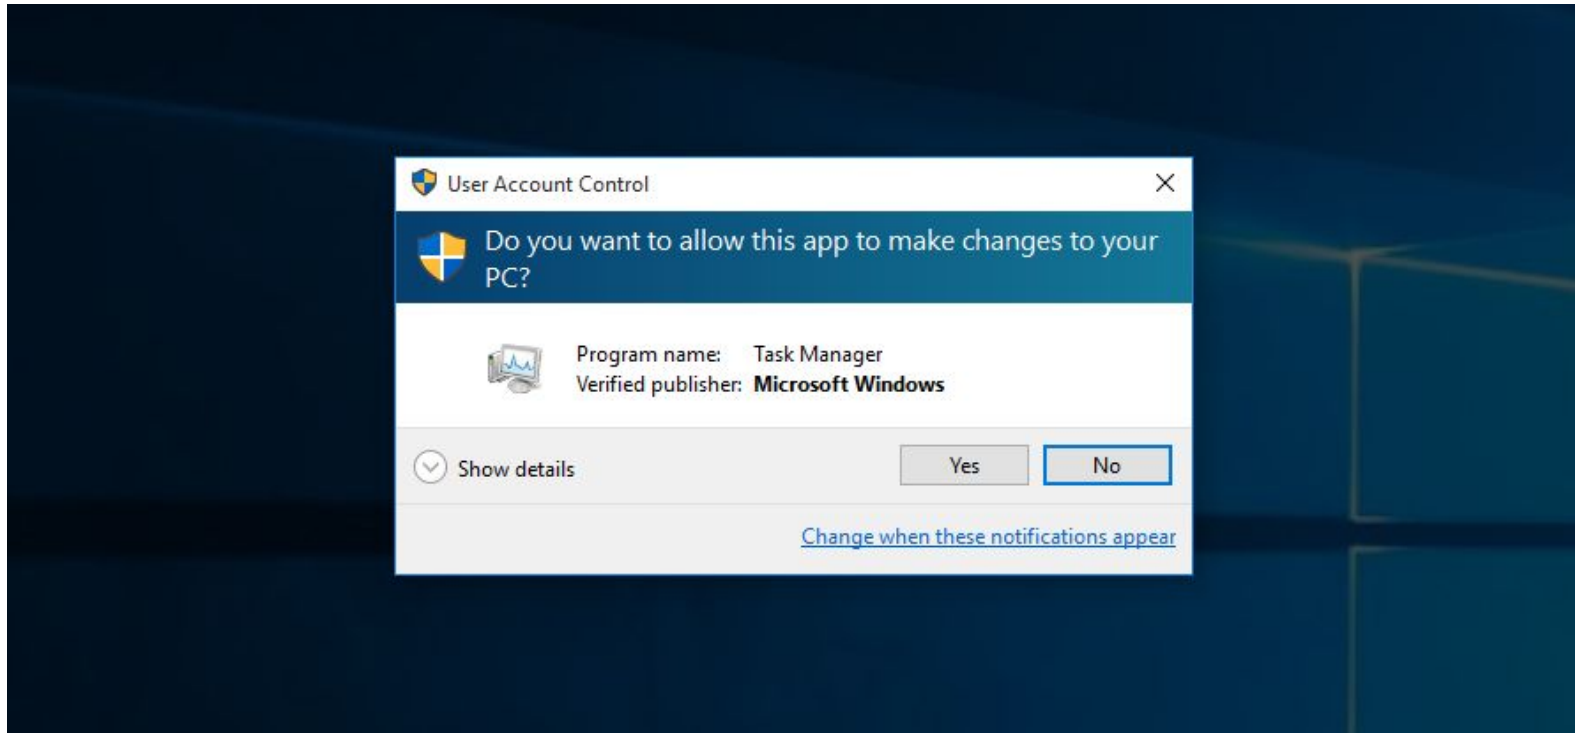 User Account Control
Do you want to allow this app to make changes to your
PC?
Program name: Task Manager
Verified publisher: Microsoft Windows
Show details
Yes
No
Change when these notifications appear